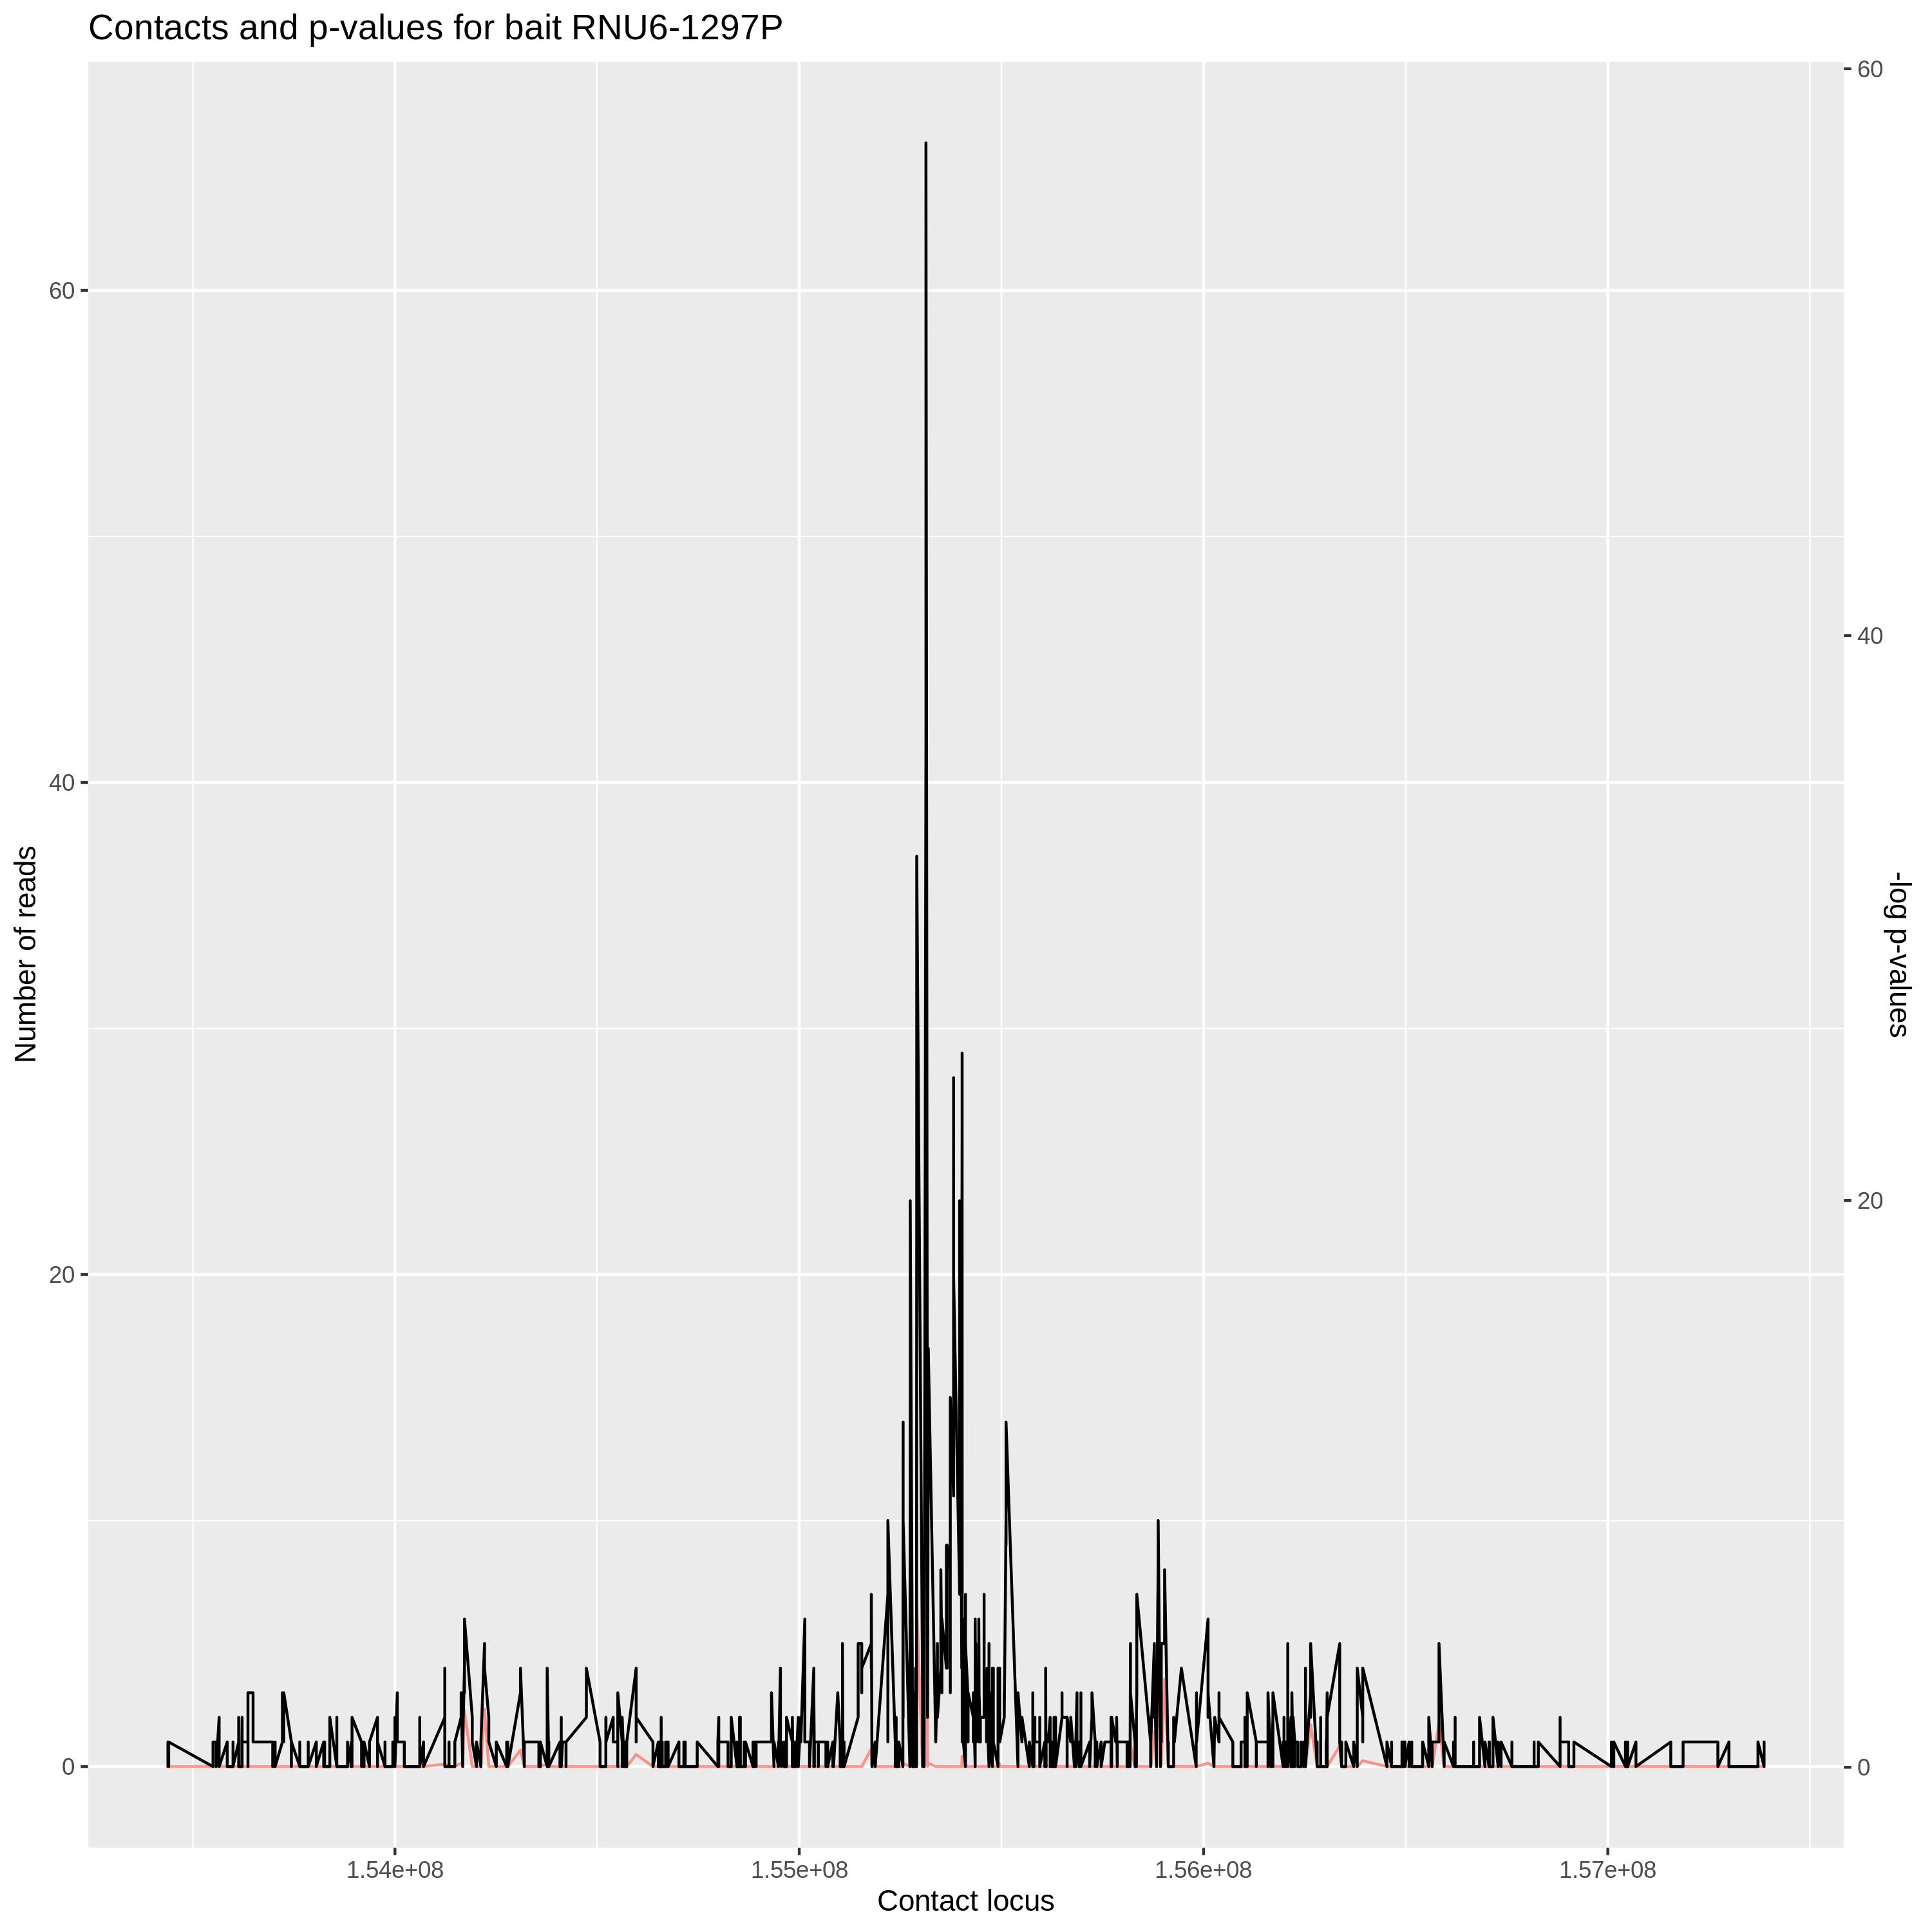 Contacts and p-values for bait RNU6-1297P
60
40
20
0
Number of reads
60
40
20
0
-log p-values
1.54e+08
1.55e+08
1.56e+08
1.57e+08
Contact locus